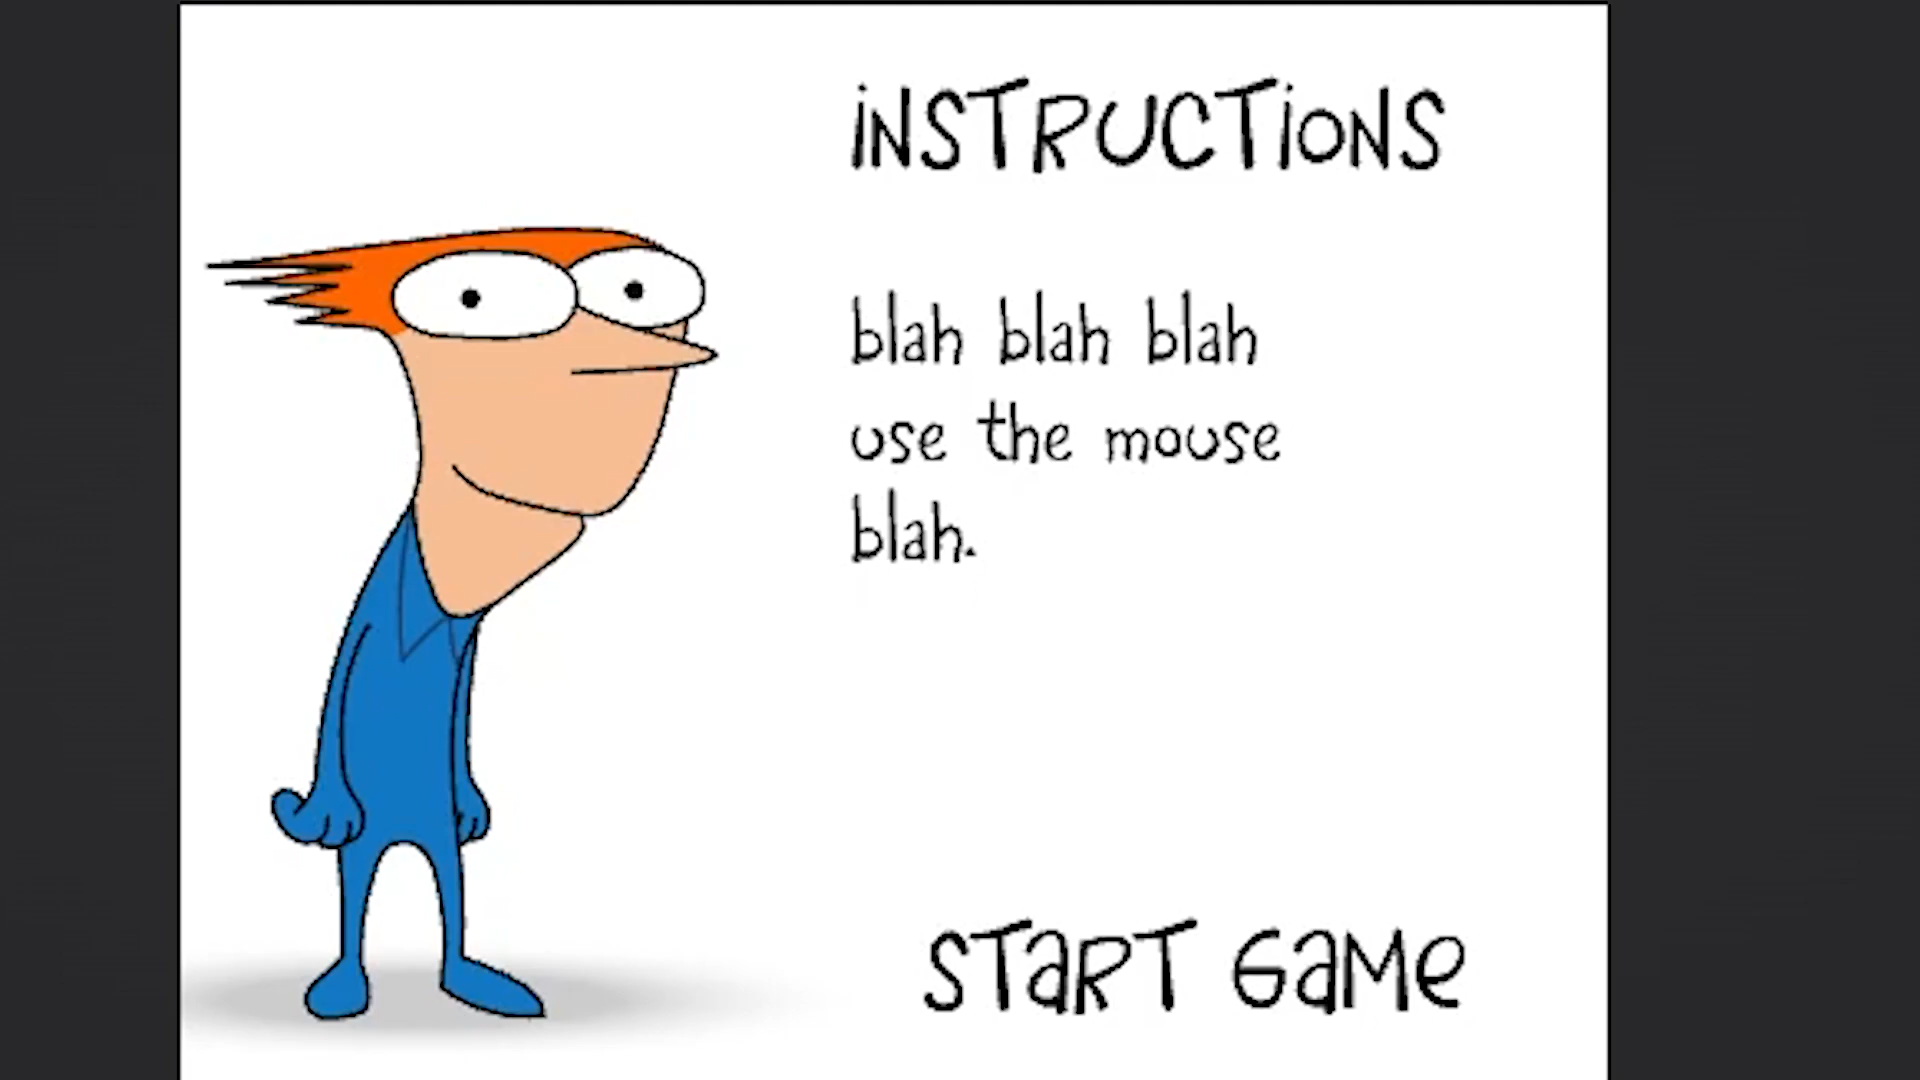 iNSTRUCTiONS
blah blah blah
use the mouse
blah.
START GAME